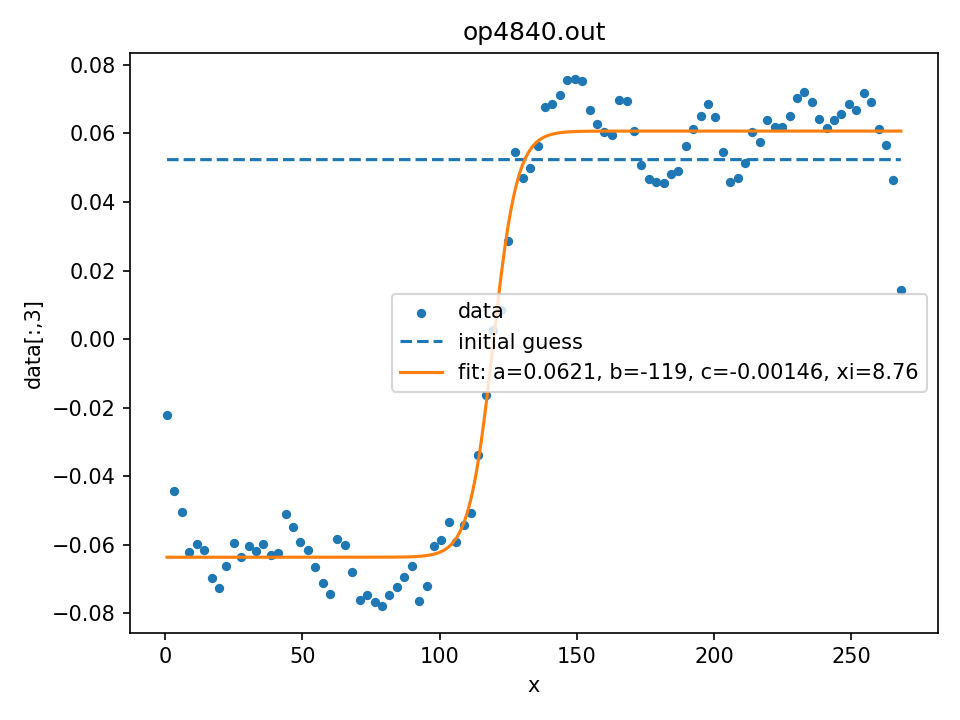 op4840.out
0.08
0.06
0.04
0.02
0.00
−0.02
−0.04
−0.06
−0.08
data[:,3]
data
initial guess
fit: a=0.0621, b=-119, c=-0.00146, xi=8.76
0 50 100 150 200 250
x